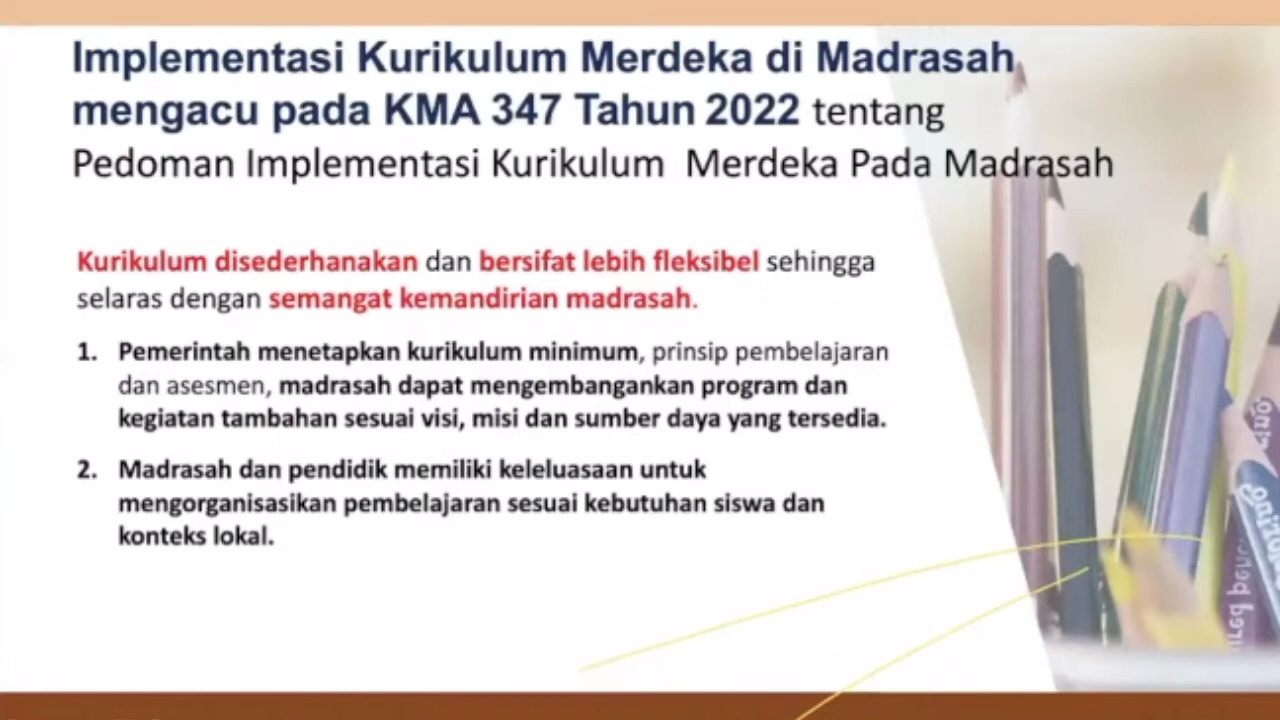 Implementasi Kurikulum Merdeka di Madrasah
mengacu pada KMA 347 Tahun 2022 tentang
Pedoman Implementasi Kurikulum Merdeka Pada Madrasah
Kurikulum disederhanakan dan bersifat lebih fleksibel sehingga
selaras dengan semangat kemandirian madrasah.
1. Pemerintah menetapkan kurikulum minimum, prinsip pembelajaran
dan asesmen, madrasah dapat mengembangankan program dan
kegiatan tambahan sesuai visi, misi dan sumber daya yang tersedia.
2. Madrasah dan pendidik memiliki keleluasaan untuk
mengorganisasikan pembelajaran sesuai kebutuhan siswa dan
konteks lokal.